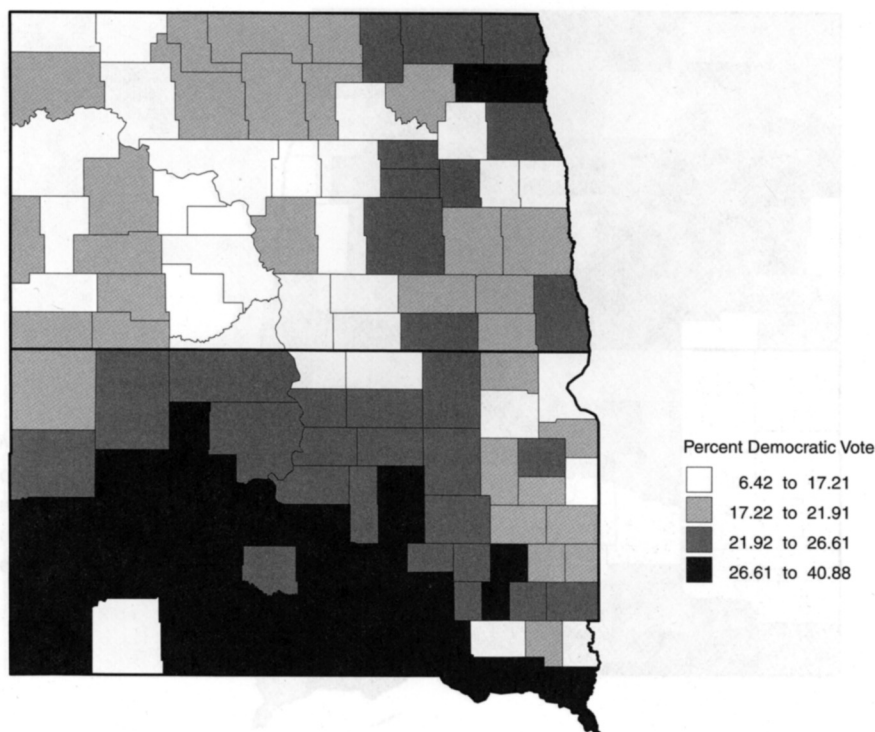 Percent Democratic Vote
6.42 to 17.21
17.22 to 21.91
21.92 to 26.61
26.61 to 40.88